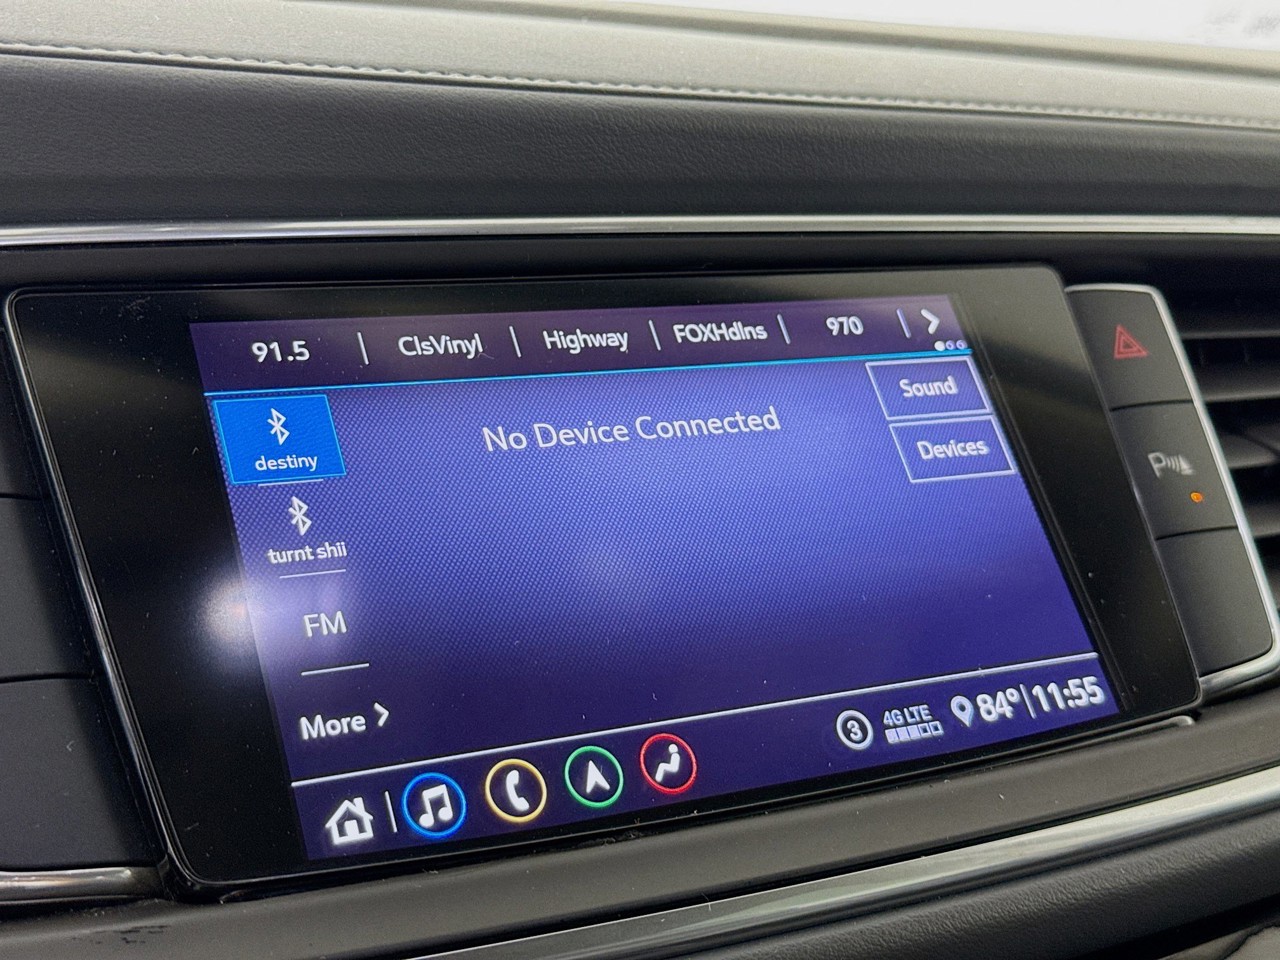 91.5 | ClsVinyl | Highway | FOXHdlns | 970 |
destiny
No Device Connected
Sound
Devices
turnt shii
FM
More
3 4G LTE 84° | 11:55
P